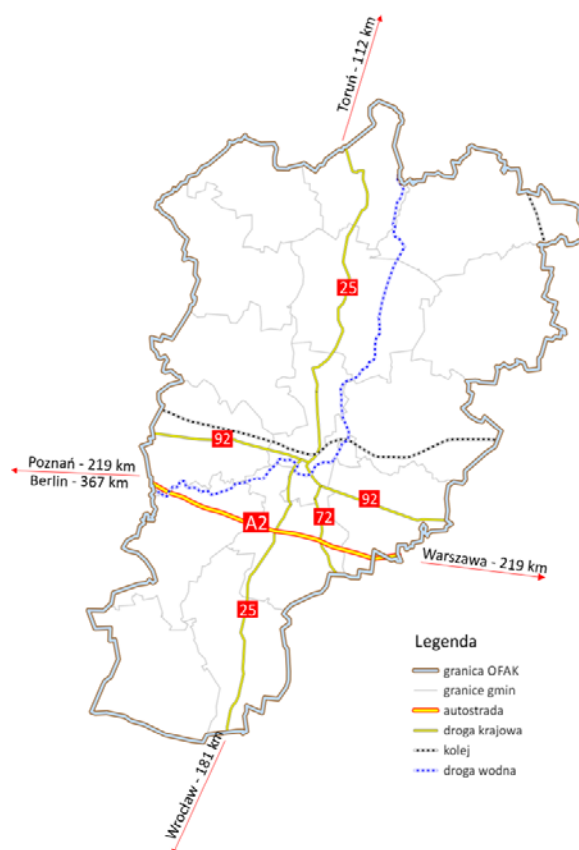 Toruń - 112 km
25
92
Poznań - 219 km
Berlin - 367 km
92
A2
72
Warszawa - 219 km
25
Wrocław - 181 km
Legenda
granica OFAK
granice gmin
autostrada
droga krajowa
kolej
droga wodna